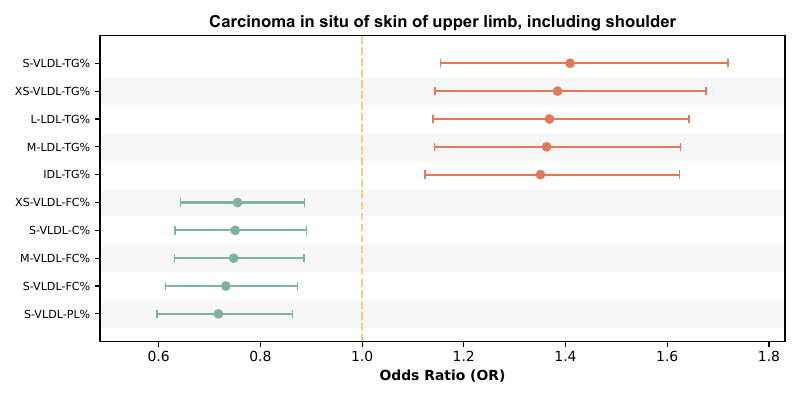 Carcinoma in situ of skin of upper limb, including shoulder
S-VLDL-TG%
XS-VLDL-TG%
L-LDL-TG%
M-LDL-TG%
IDL-TG%
XS-VLDL-FC%
S-VLDL-C%
M-VLDL-FC%
S-VLDL-FC%
S-VLDL-PL%
0.6 0.8 1.0 1.2 1.4 1.6 1.8
Odds Ratio (OR)